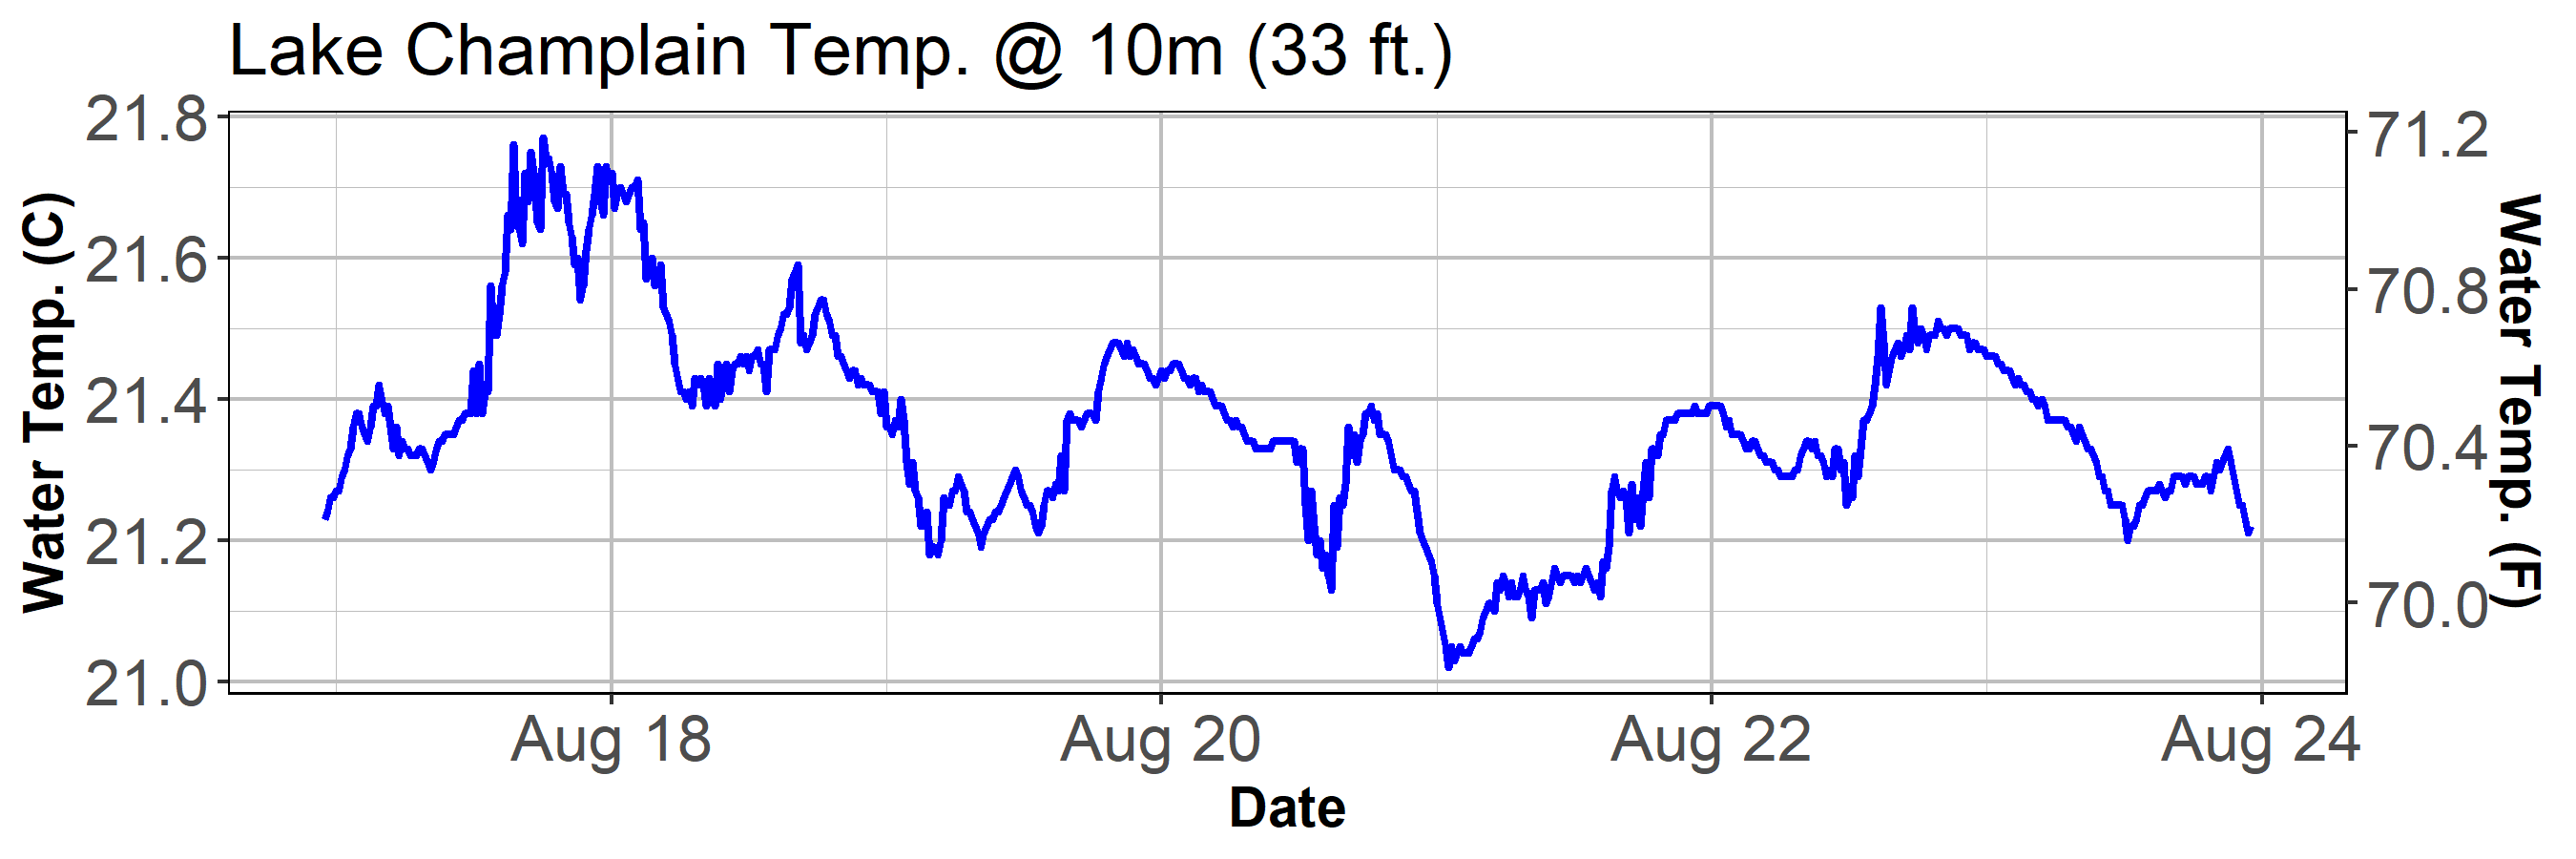 Lake Champlain Temp. @ 10m (33 ft.)
Water Temp. (C)
21.8
21.6
21.4
21.2
21.0
71.2
70.8
70.4
70.0
Water Temp. (F)
Aug 18 Aug 20 Aug 22 Aug 24
Date